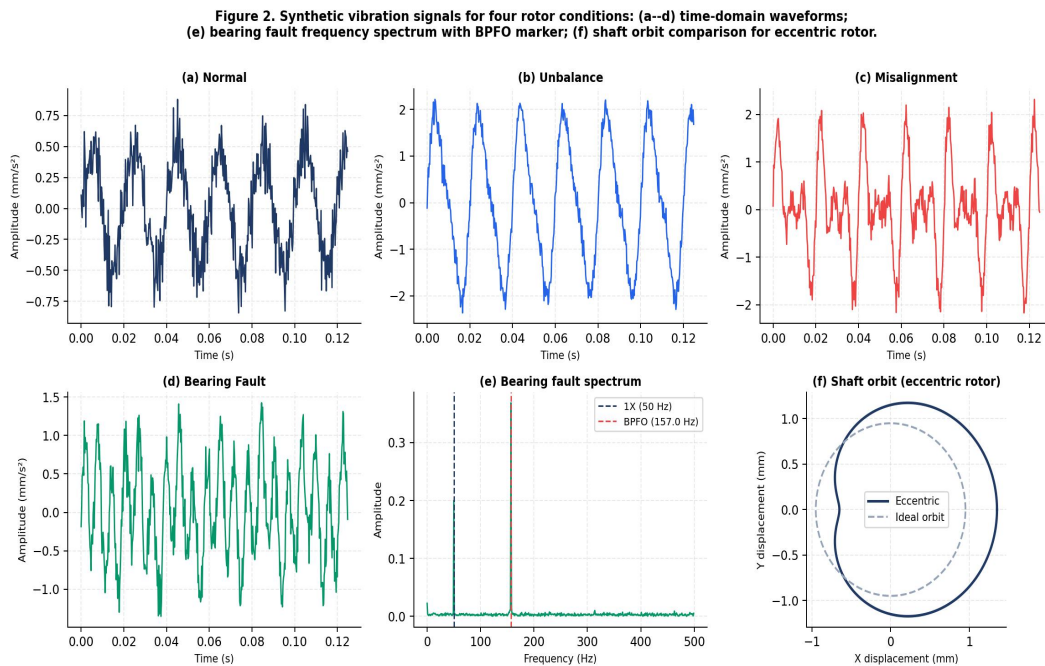 Figure 2. Synthetic vibration signals for four rotor conditions: (a--d) time-domain waveforms;
(e) bearing fault frequency spectrum with BPFO marker; (f) shaft orbit comparison for eccentric rotor.
(a) Normal
Amplitude (mm/s²)
0.75
0.50
0.25
0.00
−0.25
−0.50
−0.75
0.00 0.02 0.04 0.06 0.08 0.10 0.12
Time (s)
(b) Unbalance
Amplitude (mm/s²)
2
1
0
−1
−2
0.00 0.02 0.04 0.06 0.08 0.10 0.12
Time (s)
(c) Misalignment
Amplitude (mm/s²)
2
1
0
−1
−2
0.00 0.02 0.04 0.06 0.08 0.10 0.12
Time (s)
(d) Bearing Fault
Amplitude (mm/s²)
1.5
1.0
0.5
0.0
−0.5
−1.0
0.00 0.02 0.04 0.06 0.08 0.10 0.12
Time (s)
(e) Bearing fault spectrum
Amplitude
0.3
0.2
0.1
0.0
1X (50 Hz)
BPFO (157.0 Hz)
0 100 200 300 400 500
Frequency (Hz)
(f) Shaft orbit (eccentric rotor)
Y displacement (mm)
1.0
0.5
0.0
−0.5
−1.0
Eccentric
Ideal orbit
−1 0 1
X displacement (mm)